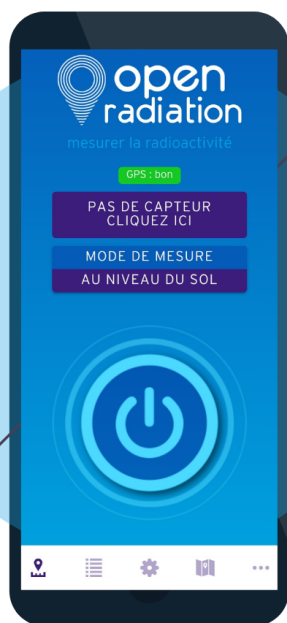 open
radiation
mesurer la radioactivité
GPS : bon
PAS DE CAPTEUR
CLIQUEZ ICI
MODE DE MESURE
AU NIVEAU DU SOL